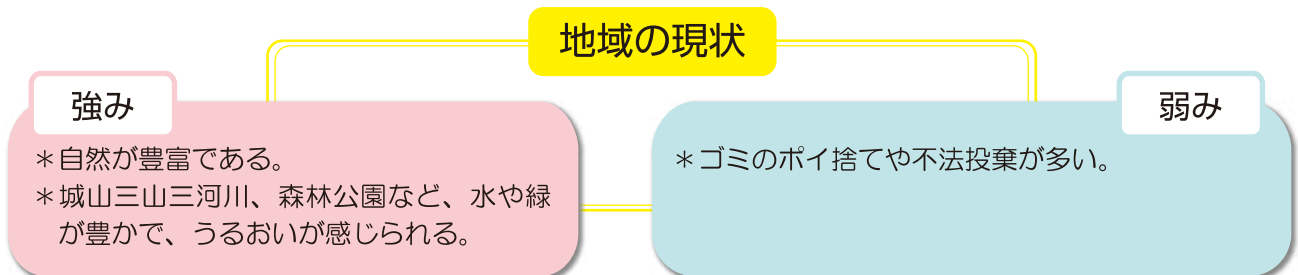 地域の現状
強み
＊自然が豊富である。
＊城山三山三河川、森林公園など、水や緑
が豊かで、うるおいが感じられる。
弱み
＊ゴミのポイ捨てや不法投棄が多い。